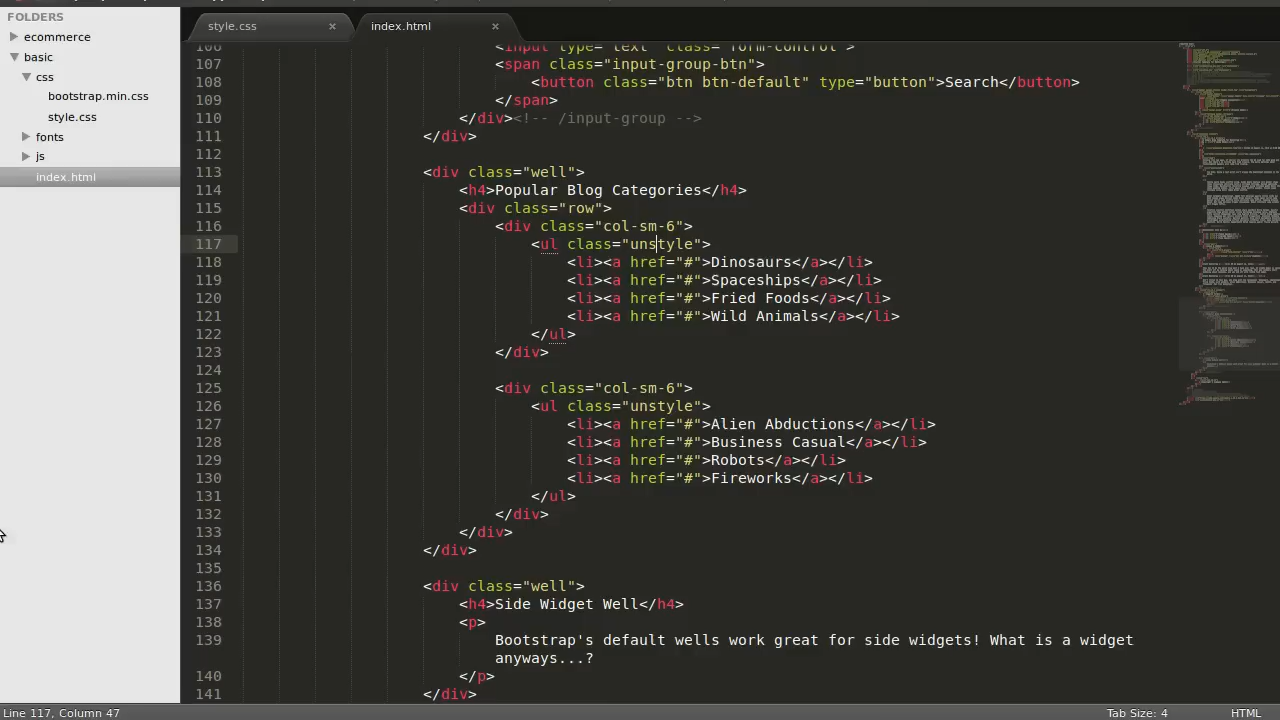 FOLDERS
ecommerce
basic
css
bootstrap.min.css
style.css
fonts
js
index.html
style.css × index.html ×
106 <input type="text" class="form-control">
107 <span class="input-group-btn">
108 <button class="btn btn-default" type="button">Search</button>
109 </span>
110 </div><!-- /input-group -->
111 </div>
112
113 <div class="well">
114 <h4>Popular Blog Categories</h4>
115 <div class="row">
116 <div class="col-sm-6">
117 <ul class="unstyle">
118 <li><a href="#">Dinosaurs</a></li>
119 <li><a href="#">Spaceships</a></li>
120 <li><a href="#">Fried Foods</a></li>
121 <li><a href="#">Wild Animals</a></li>
122 </ul>
123 </div>
124
125 <div class="col-sm-6">
126 <ul class="unstyle">
127 <li><a href="#">Alien Abductions</a></li>
128 <li><a href="#">Business Casual</a></li>
129 <li><a href="#">Robots</a></li>
130 <li><a href="#">Fireworks</a></li>
131 </ul>
132 </div>
133 </div>
134 </div>
135
136 <div class="well">
137 <h4>Side Widget Well</h4>
138 <p>
139 Bootstrap's default wells work great for side widgets! What is a widget
anyways...?
140 </p>
141 </div>
Line 117, Column 47 Tab Size: 4 HTML